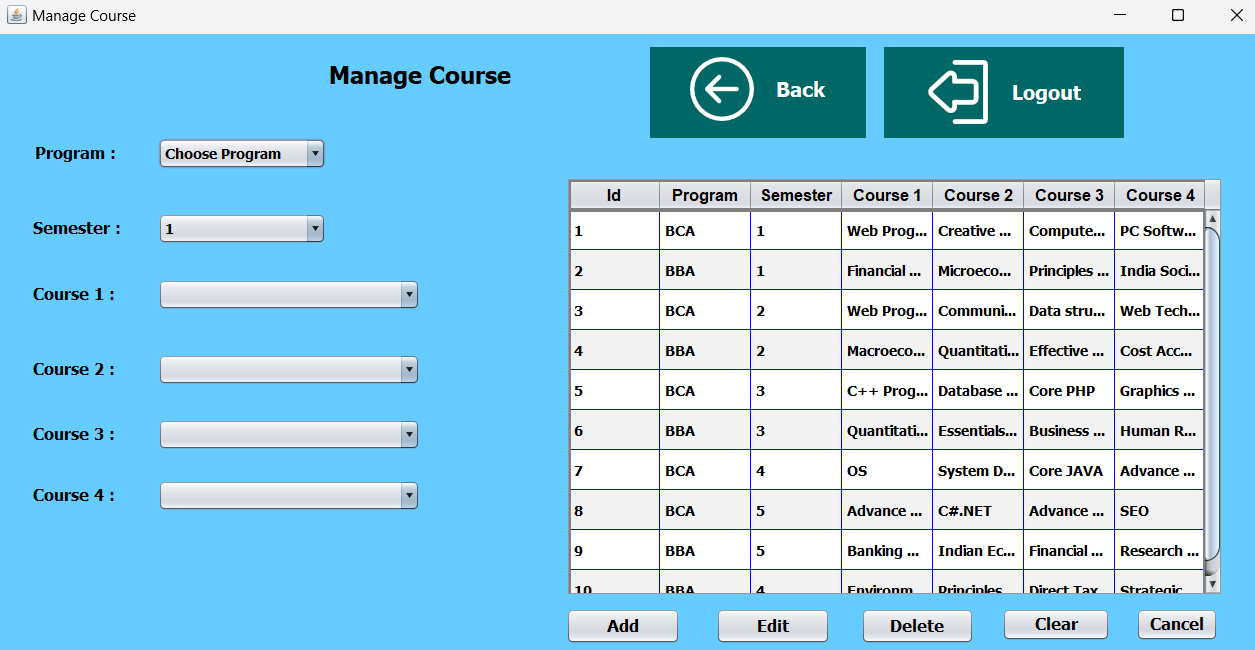 Manage Course
Manage Course
Back
Logout
Program :
Choose Program
Semester :
1
Course 1 :
Course 2 :
Course 3 :
Course 4 :
Id Program Semester Course 1 Course 2 Course 3 Course 4
1 BCA 1 Web Prog... Creative ... Compute... PC Softw...
2 BBA 1 Financial ... Microeco... Principles ... India Soci...
3 BCA 2 Web Prog... Communi... Data stru... Web Tech...
4 BBA 2 Macroeco... Quantitati... Effective ... Cost Acc...
5 BCA 3 C++ Prog... Database ... Core PHP Graphics ...
6 BBA 3 Quantitati... Essentials... Business ... Human R...
7 BCA 4 OS System D... Core JAVA Advance ...
8 BCA 5 Advance ... C#.NET Advance ... SEO
9 BBA 5 Banking ... Indian Ec... Financial ... Research ...
10 BBA 4 Environm... Principles ... Direct Tax... Strategic ...
Add Edit Delete Clear Cancel